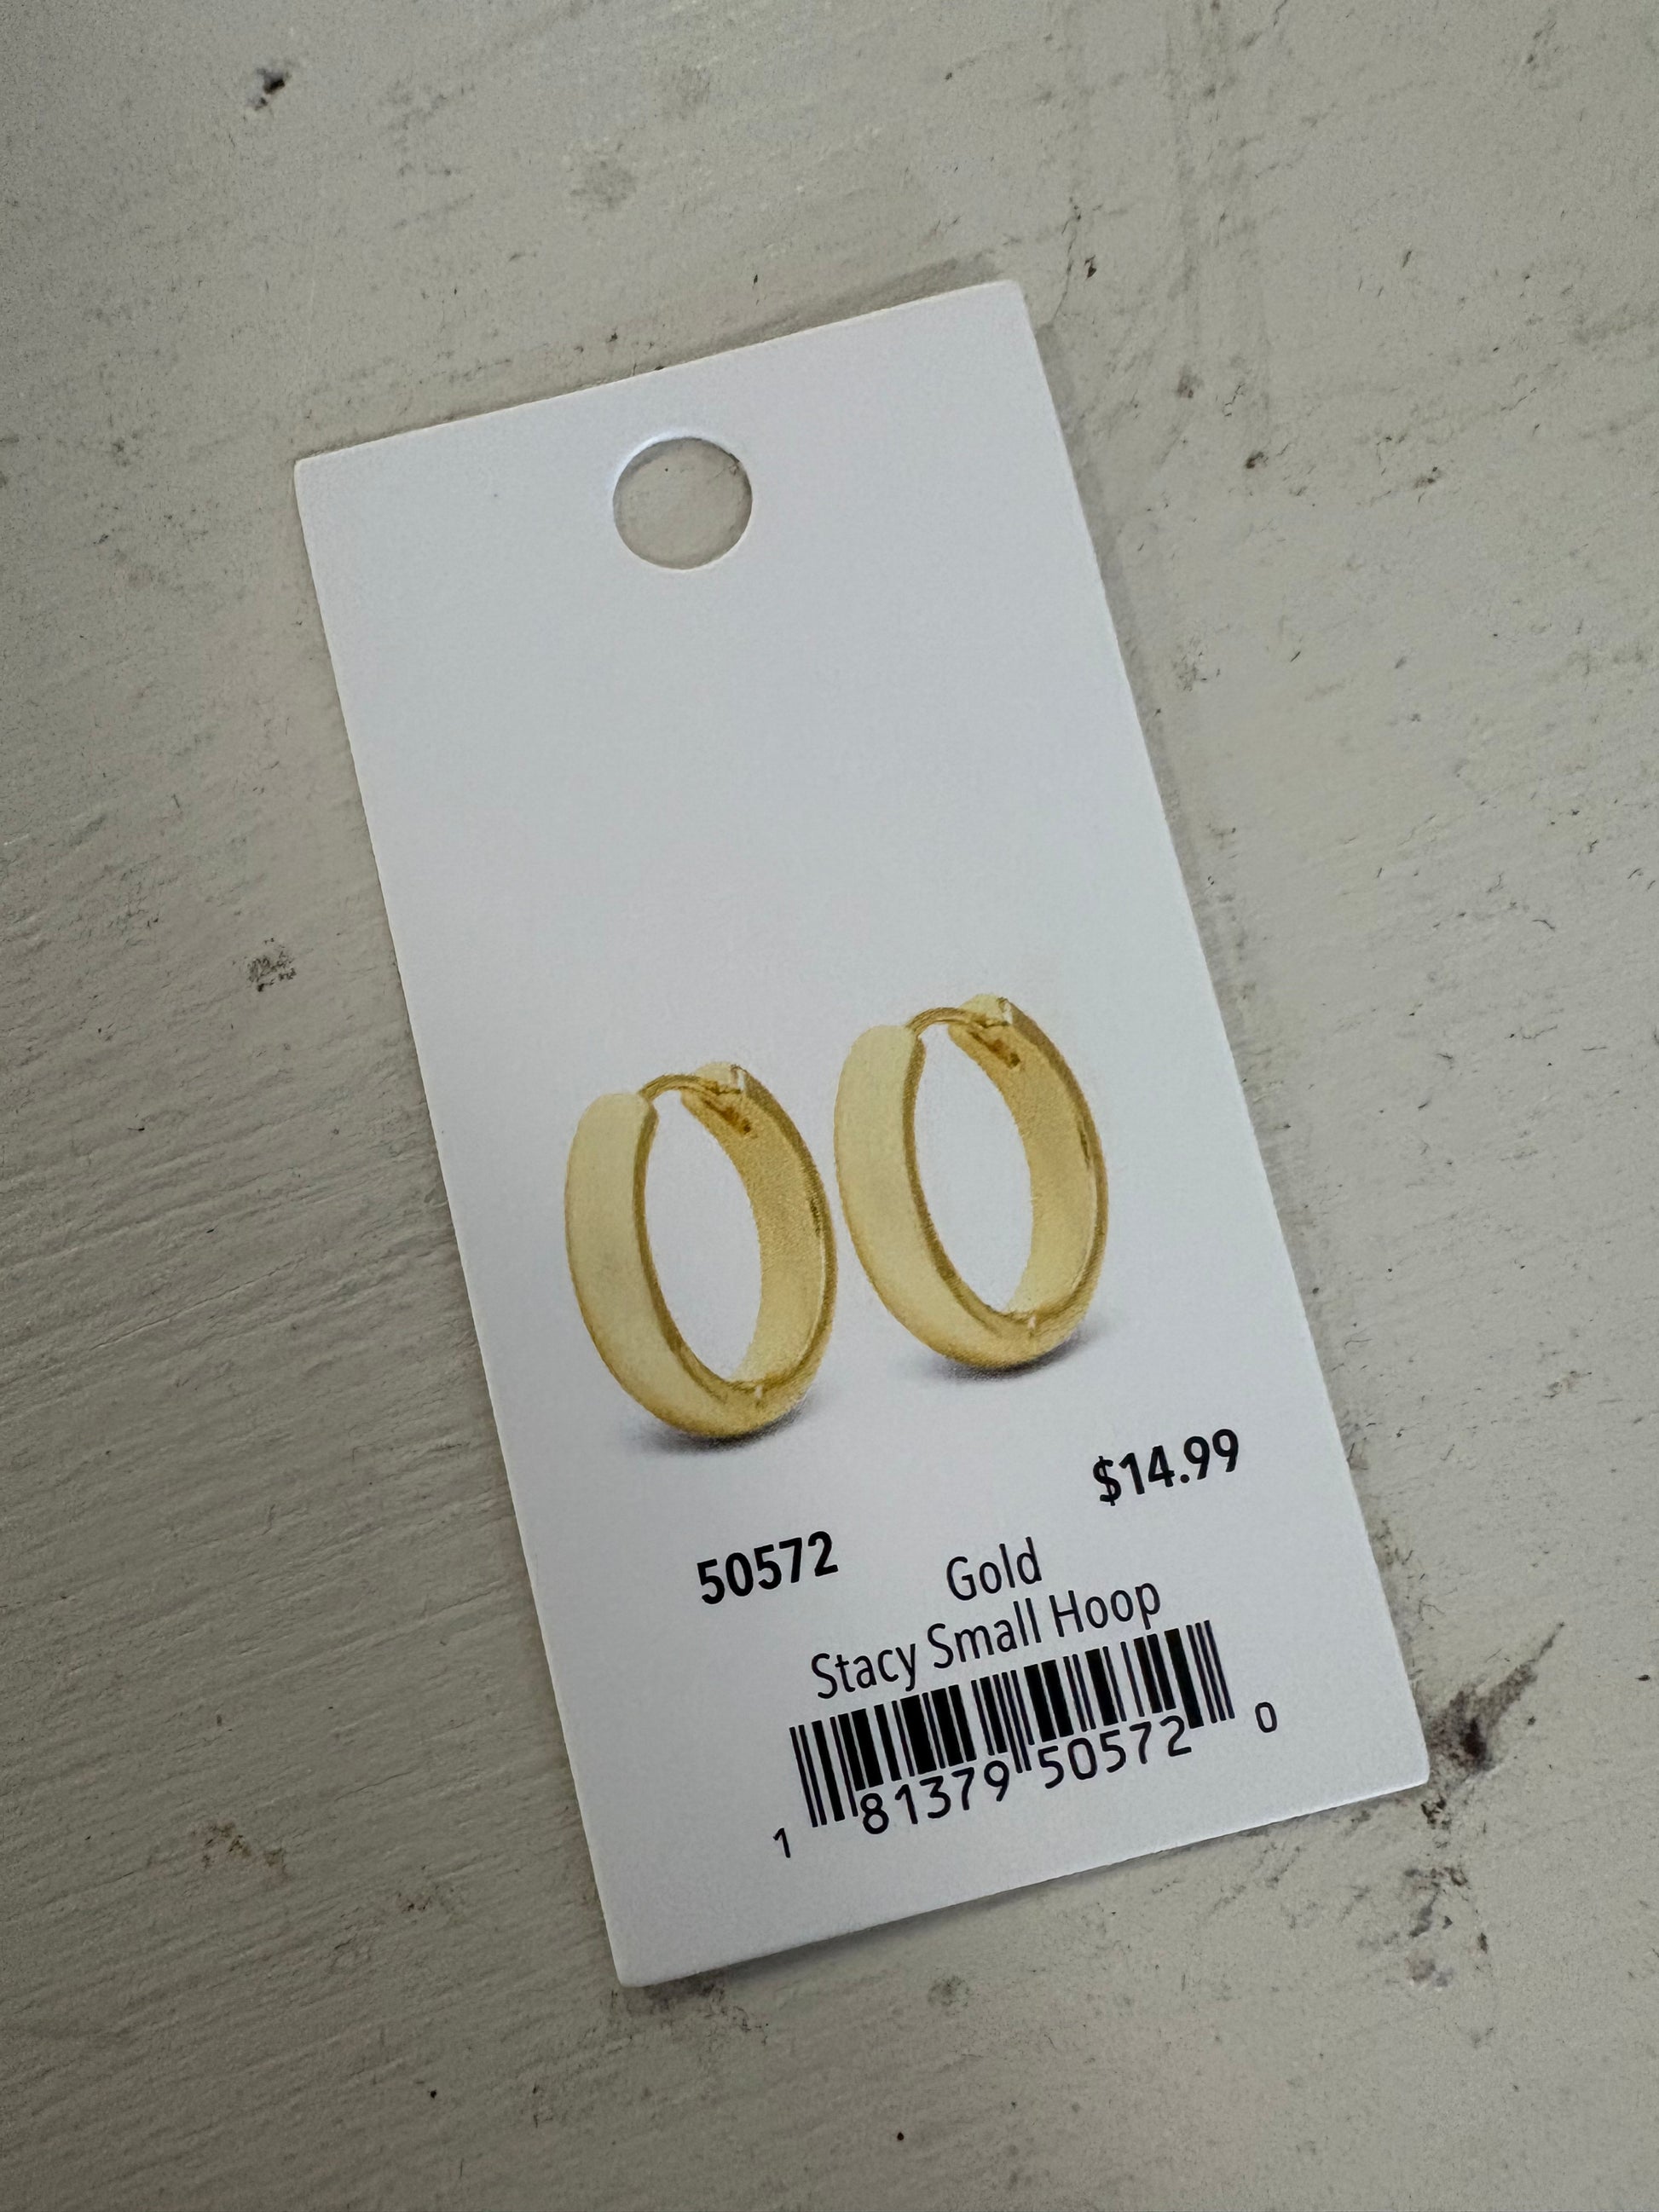 $14.99
50572 Gold
Stacy Small Hoop
1 81379 50572 0